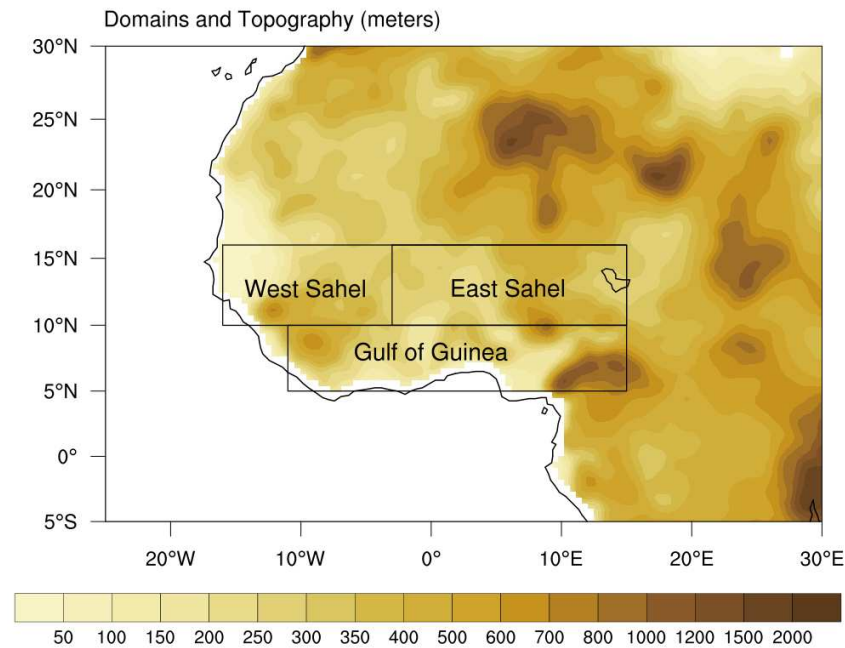 Domains and Topography (meters)
30°N
25°N
20°N
15°N
10°N
5°N
0°
5°S
West Sahel
East Sahel
Gulf of Guinea
20°W 10°W 0° 10°E 20°E 30°E
50 100 150 200 250 300 350 400 500 600 700 800 1000 1200 1500 2000